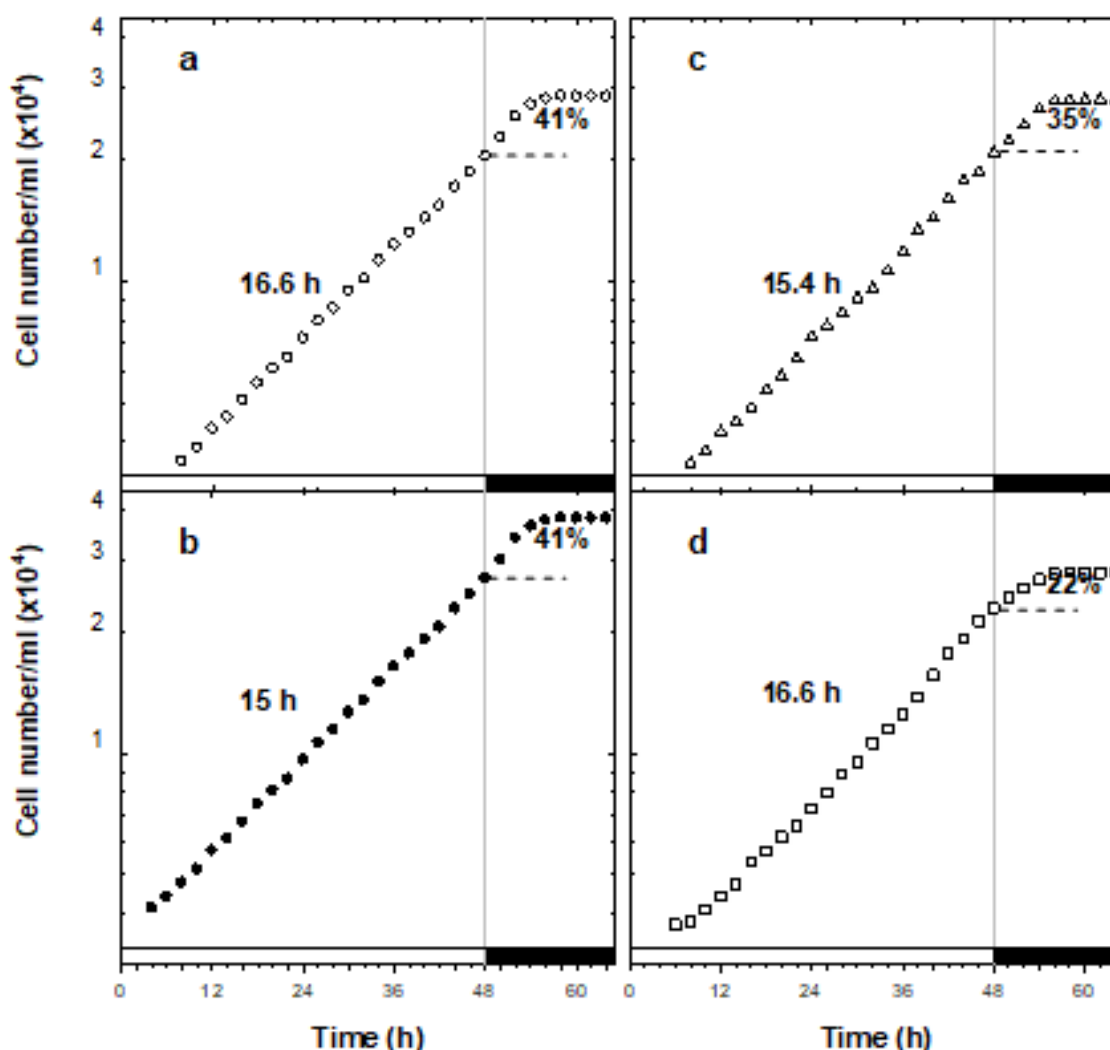 Cell number/ml (x10⁴)
4
3
2
1
a
16.6 h
41%
c
15.4 h
35%
Cell number/ml (x10⁴)
4
3
2
1
b
15 h
41%
0 12 24 36 48 60
Time (h)
d
16.6 h
22%
0 12 24 36 48 60
Time (h)